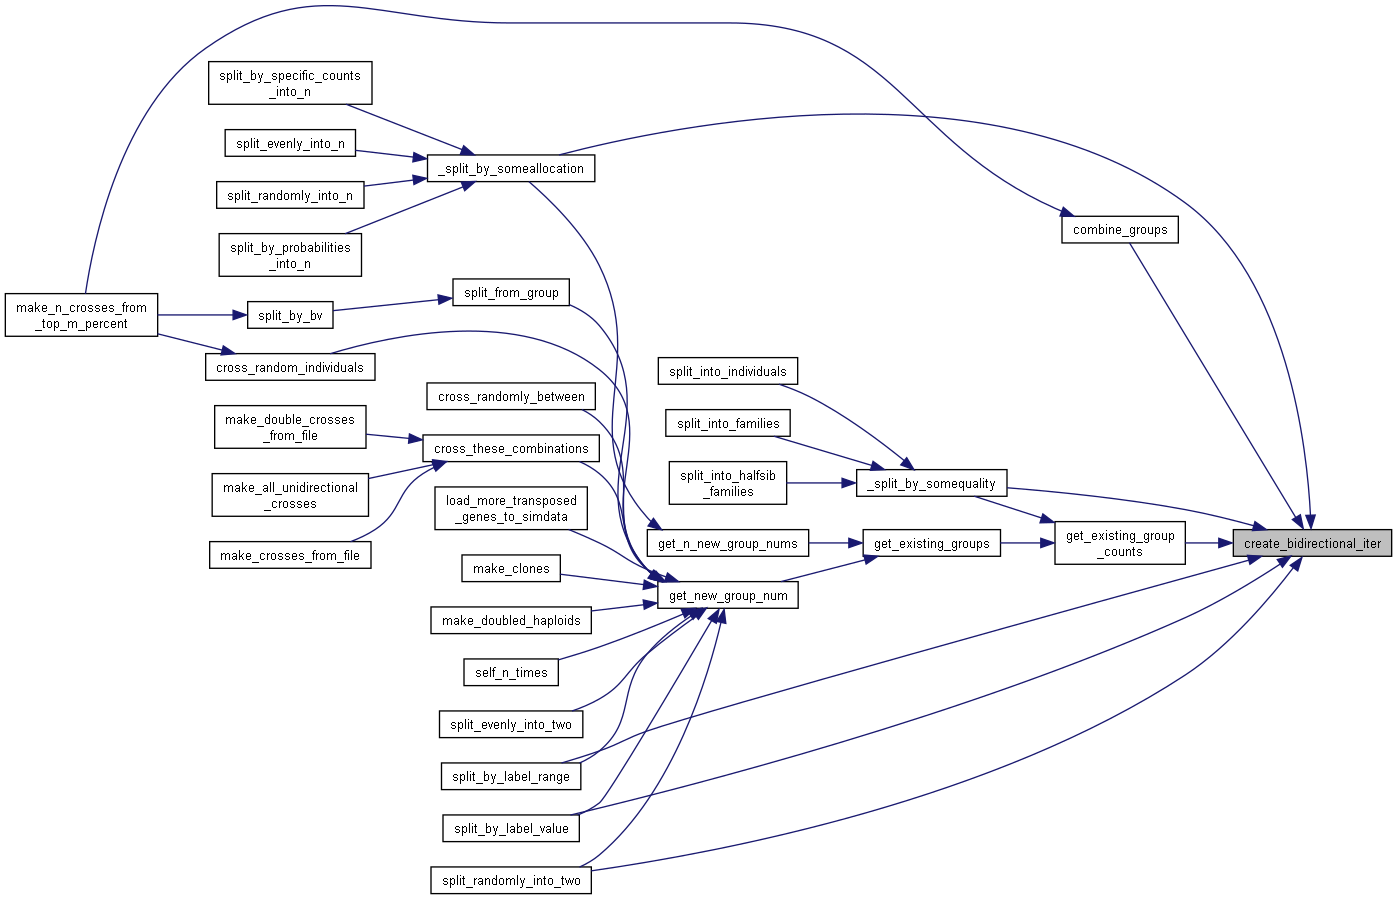 split_by_specific_counts
_into_n
split_evenly_into_n
_split_by_someallocation
split_randomly_into_n
combine_groups
split_by_probabilities
_into_n
split_from_group
make_n_crosses_from
_top_m_percent
split_by_bv
cross_random_individuals
split_into_individuals
cross_randomly_between
make_double_crosses
_from_file
split_into_families
cross_these_combinations
split_into_halfsib
_families
_split_by_somequality
make_all_unidirectional
_crosses
load_more_transposed
_genes_to_simdata
make_crosses_from_file
get_n_new_group_nums
get_existing_groups
get_existing_group
_counts
create_bidirectional_iter
make_clones
get_new_group_num
make_doubled_haploids
self_n_times
split_evenly_into_two
split_by_label_range
split_by_label_value
split_randomly_into_two